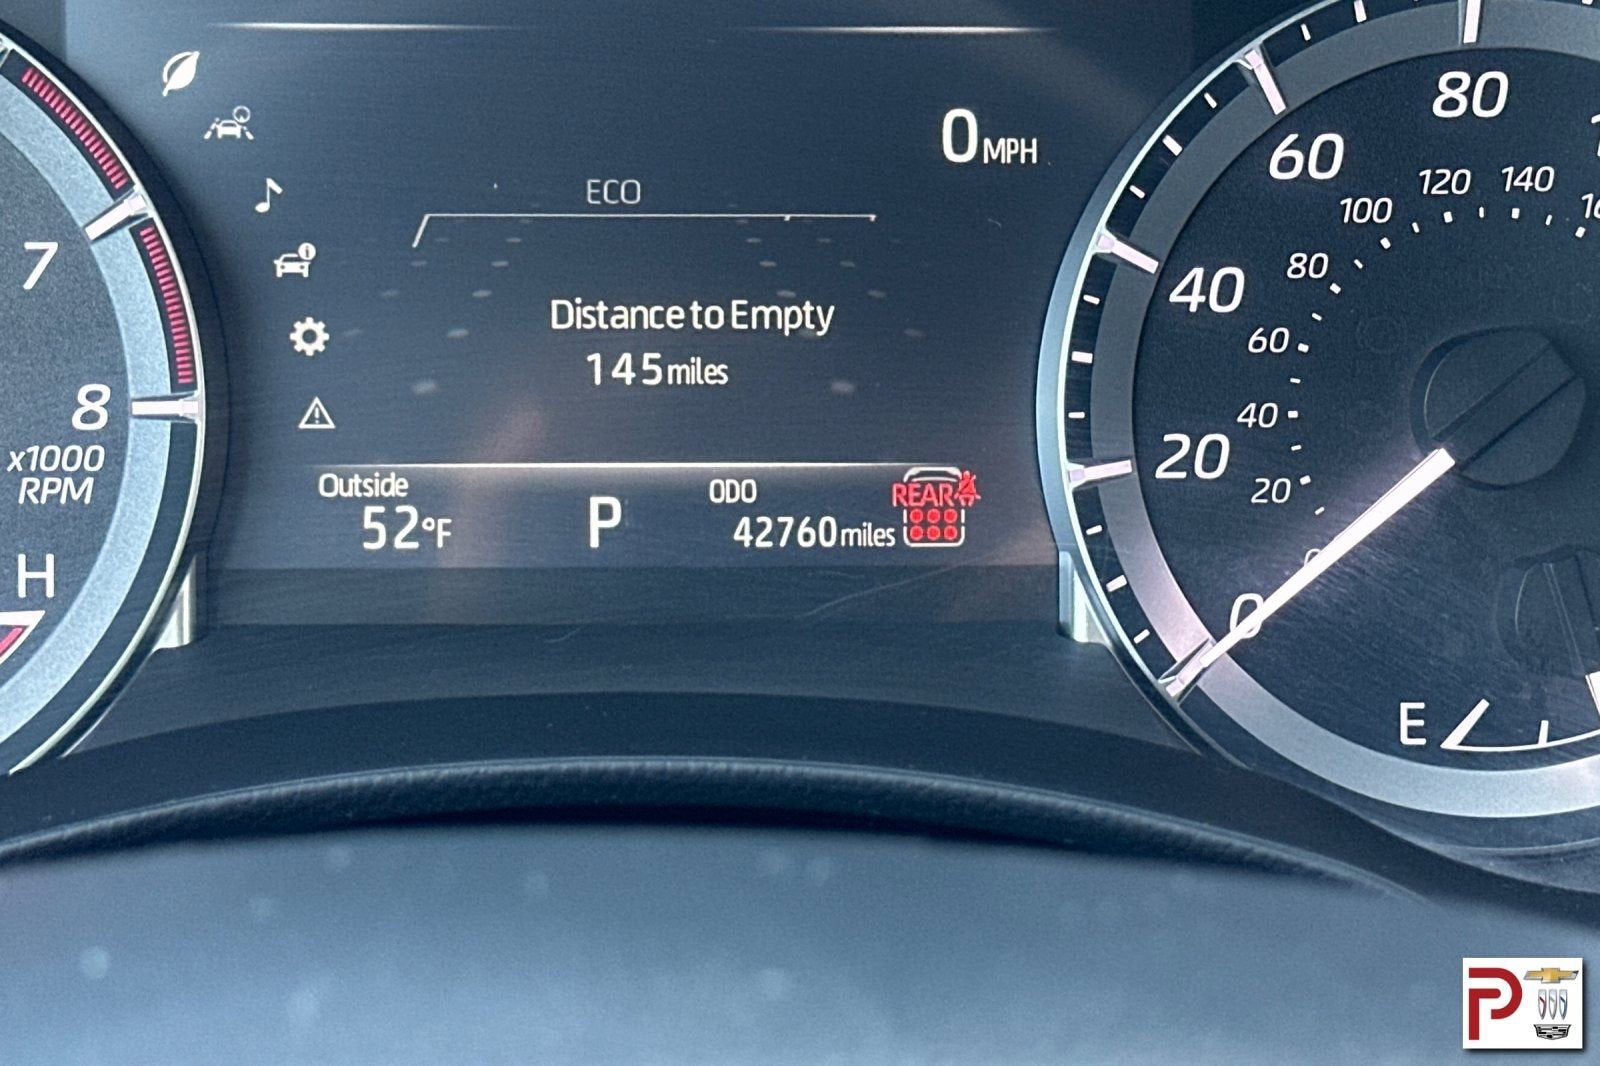 0 MPH
ECO
Distance to Empty
145 miles
Outside
52°F
P
ODO
42760 miles
REAR
7
8
x1000
RPM
H
80
60
40
20
0
140
120
100
80
60
40
20
0
E
P